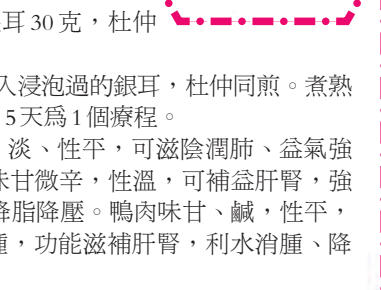 耳30克，杜仲
入浸泡過的銀耳，杜仲同煎。煮熟
5天爲1個療程。
淡、性平，可滋陰潤肺、益氣強
味甘微辛，性溫，可補益肝腎，強
降脂降壓。鴨肉味甘、鹹，性平，
腫，功能滋補肝腎，利水消腫、降